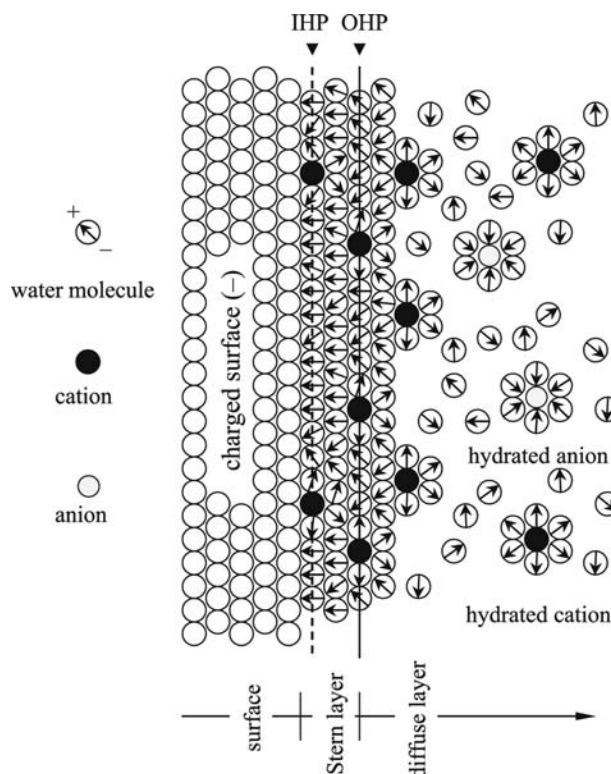 IHP OHP
+
−
water molecule
cation
anion
charged surface (−)
hydrated anion
hydrated cation
surface
Stern layer
diffuse layer